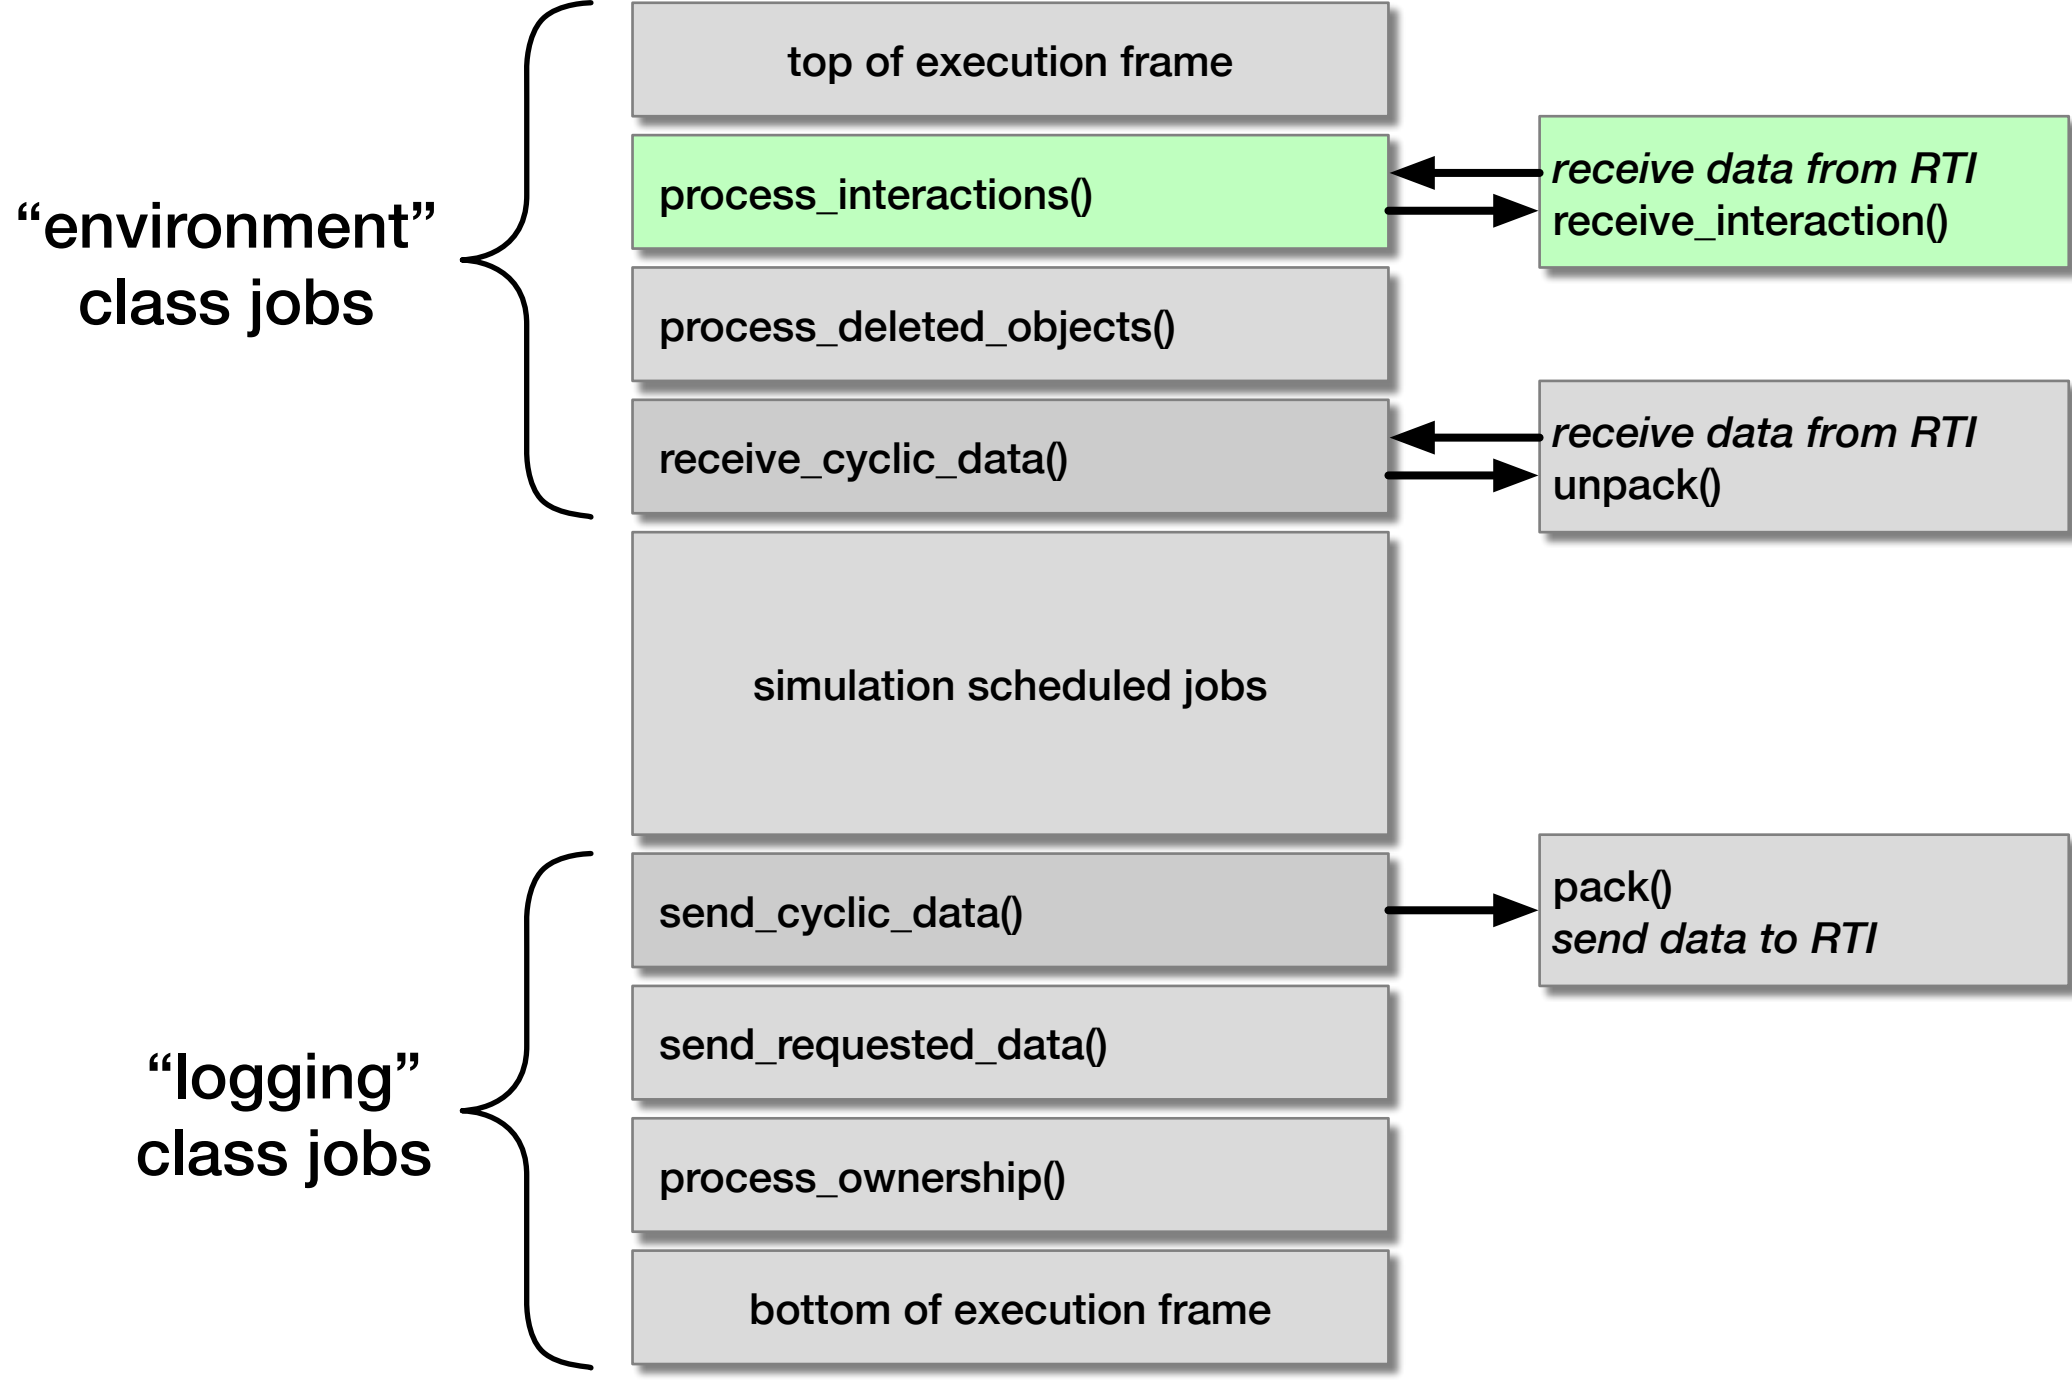 top of execution frame
process_interactions()
receive data from RTI
receive_interaction()
“environment”
class jobs
process_deleted_objects()
receive_cyclic_data()
receive data from RTI
unpack()
simulation scheduled jobs
send_cyclic_data()
pack()
send data to RTI
send_requested_data()
“logging”
class jobs
process_ownership()
bottom of execution frame